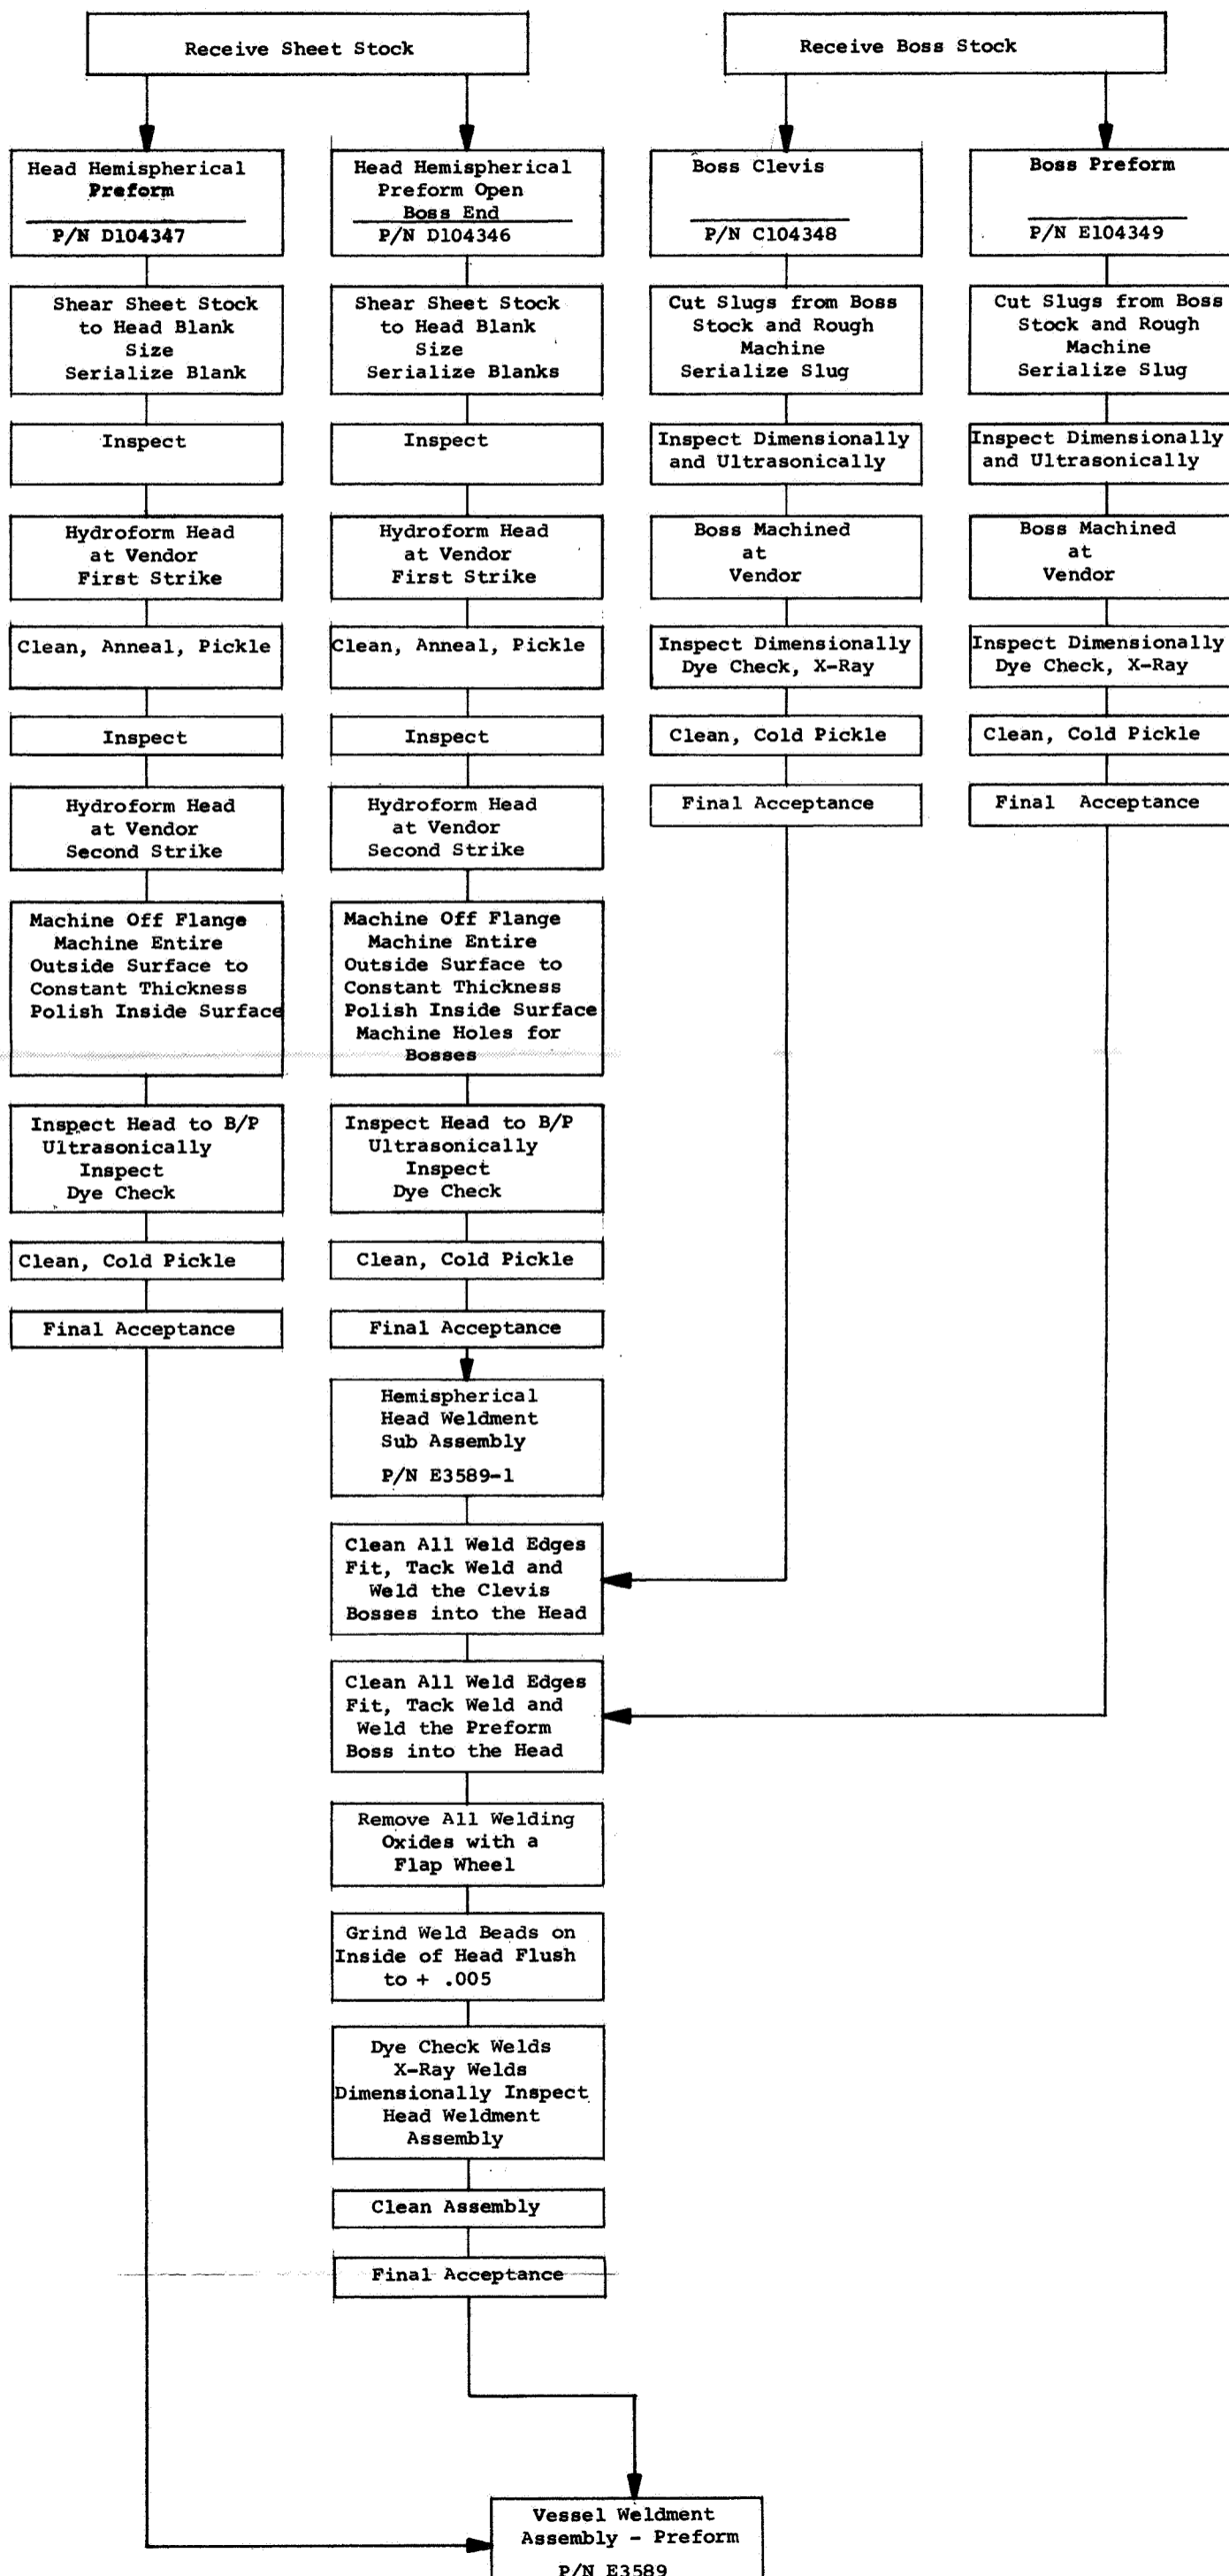 Receive Sheet Stock
Receive Boss Stock
Head Hemispherical
Preform
P/N D104347
Head Hemispherical
Preform Open
Boss End
P/N D104346
Boss Clevis
P/N C104348
Boss Preform
P/N E104349
Shear Sheet Stock
to Head Blank
Size
Serialize Blank
Shear Sheet Stock
to Head Blank
Size
Serialize Blanks
Cut Slugs from Boss
Stock and Rough
Machine
Serialize Slug
Cut Slugs from Boss
Stock and Rough
Machine
Serialize Slug
Inspect
Inspect
Inspect Dimensionally
and Ultrasonically
Inspect Dimensionally
and Ultrasonically
Hydroform Head
at Vendor
First Strike
Hydroform Head
at Vendor
First Strike
Boss Machined
at
Vendor
Boss Machined
at
Vendor
Clean, Anneal, Pickle
Clean, Anneal, Pickle
Inspect Dimensionally
Dye Check, X-Ray
Inspect Dimensionally
Dye Check, X-Ray
Inspect
Inspect
Clean, Cold Pickle
Clean, Cold Pickle
Hydroform Head
at Vendor
Second Strike
Hydroform Head
at Vendor
Second Strike
Final Acceptance
Final Acceptance
Machine Off Flange
Machine Entire
Outside Surface to
Constant Thickness
Polish Inside Surface
Machine Off Flange
Machine Entire
Outside Surface to
Constant Thickness
Polish Inside Surface
Machine Holes for
Bosses
Inspect Head to B/P
Ultrasonically
Inspect
Dye Check
Inspect Head to B/P
Ultrasonically
Inspect
Dye Check
Clean, Cold Pickle
Clean, Cold Pickle
Final Acceptance
Final Acceptance
Hemispherical
Head Weldment
Sub Assembly
P/N E3589-1
Clean All Weld Edges
Fit, Tack Weld and
Weld the Clevis
Bosses into the Head
Clean All Weld Edges
Fit, Tack Weld and
Weld the Preform
Boss into the Head
Remove All Welding
Oxides with a
Flap Wheel
Grind Weld Beads on
Inside of Head Flush
to + .005
Dye Check Welds
X-Ray Welds
Dimensionally Inspect
Head Weldment
Assembly
Clean Assembly
Final Acceptance
Vessel Weldment
Assembly - Preform
P/N E3589